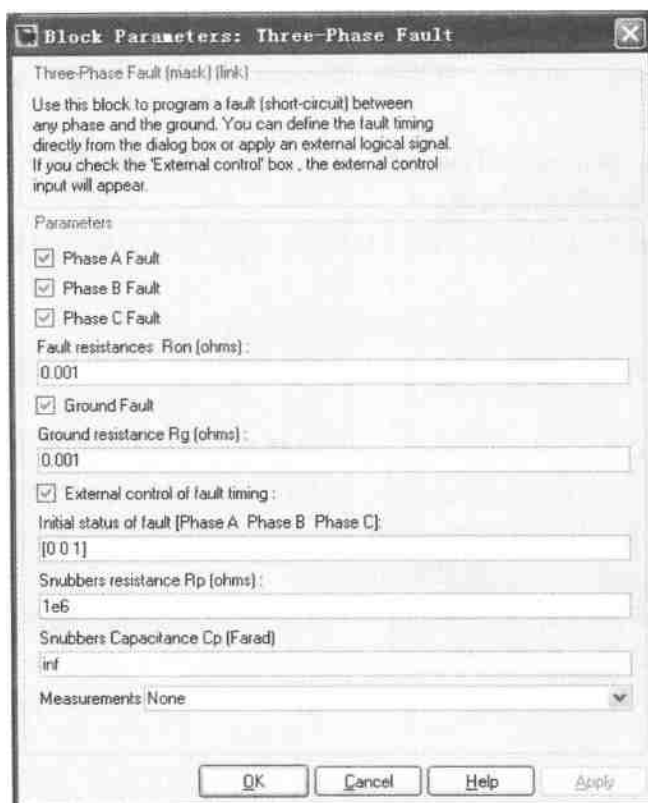 Block Parameters: Three-Phase Fault
Three-Phase Fault (mask) (link)
Use this block to program a fault (short-circuit) between
any phase and the ground. You can define the fault timing
directly from the dialog box or apply an external logical signal.
If you check the 'External control' box , the external control
input will appear.
Parameters
Phase A Fault
Phase B Fault
Phase C Fault
Fault resistances Ron (ohms) :
0.001
Ground Fault
Ground resistance Rg (ohms) :
0.001
External control of fault timing :
Initial status of fault [Phase A Phase B Phase C]:
[0 0 1]
Snubbers resistance Rp (ohms) :
1e6
Snubbers Capacitance Cp (Farad)
inf
Measurements None
OK Cancel Help Apply